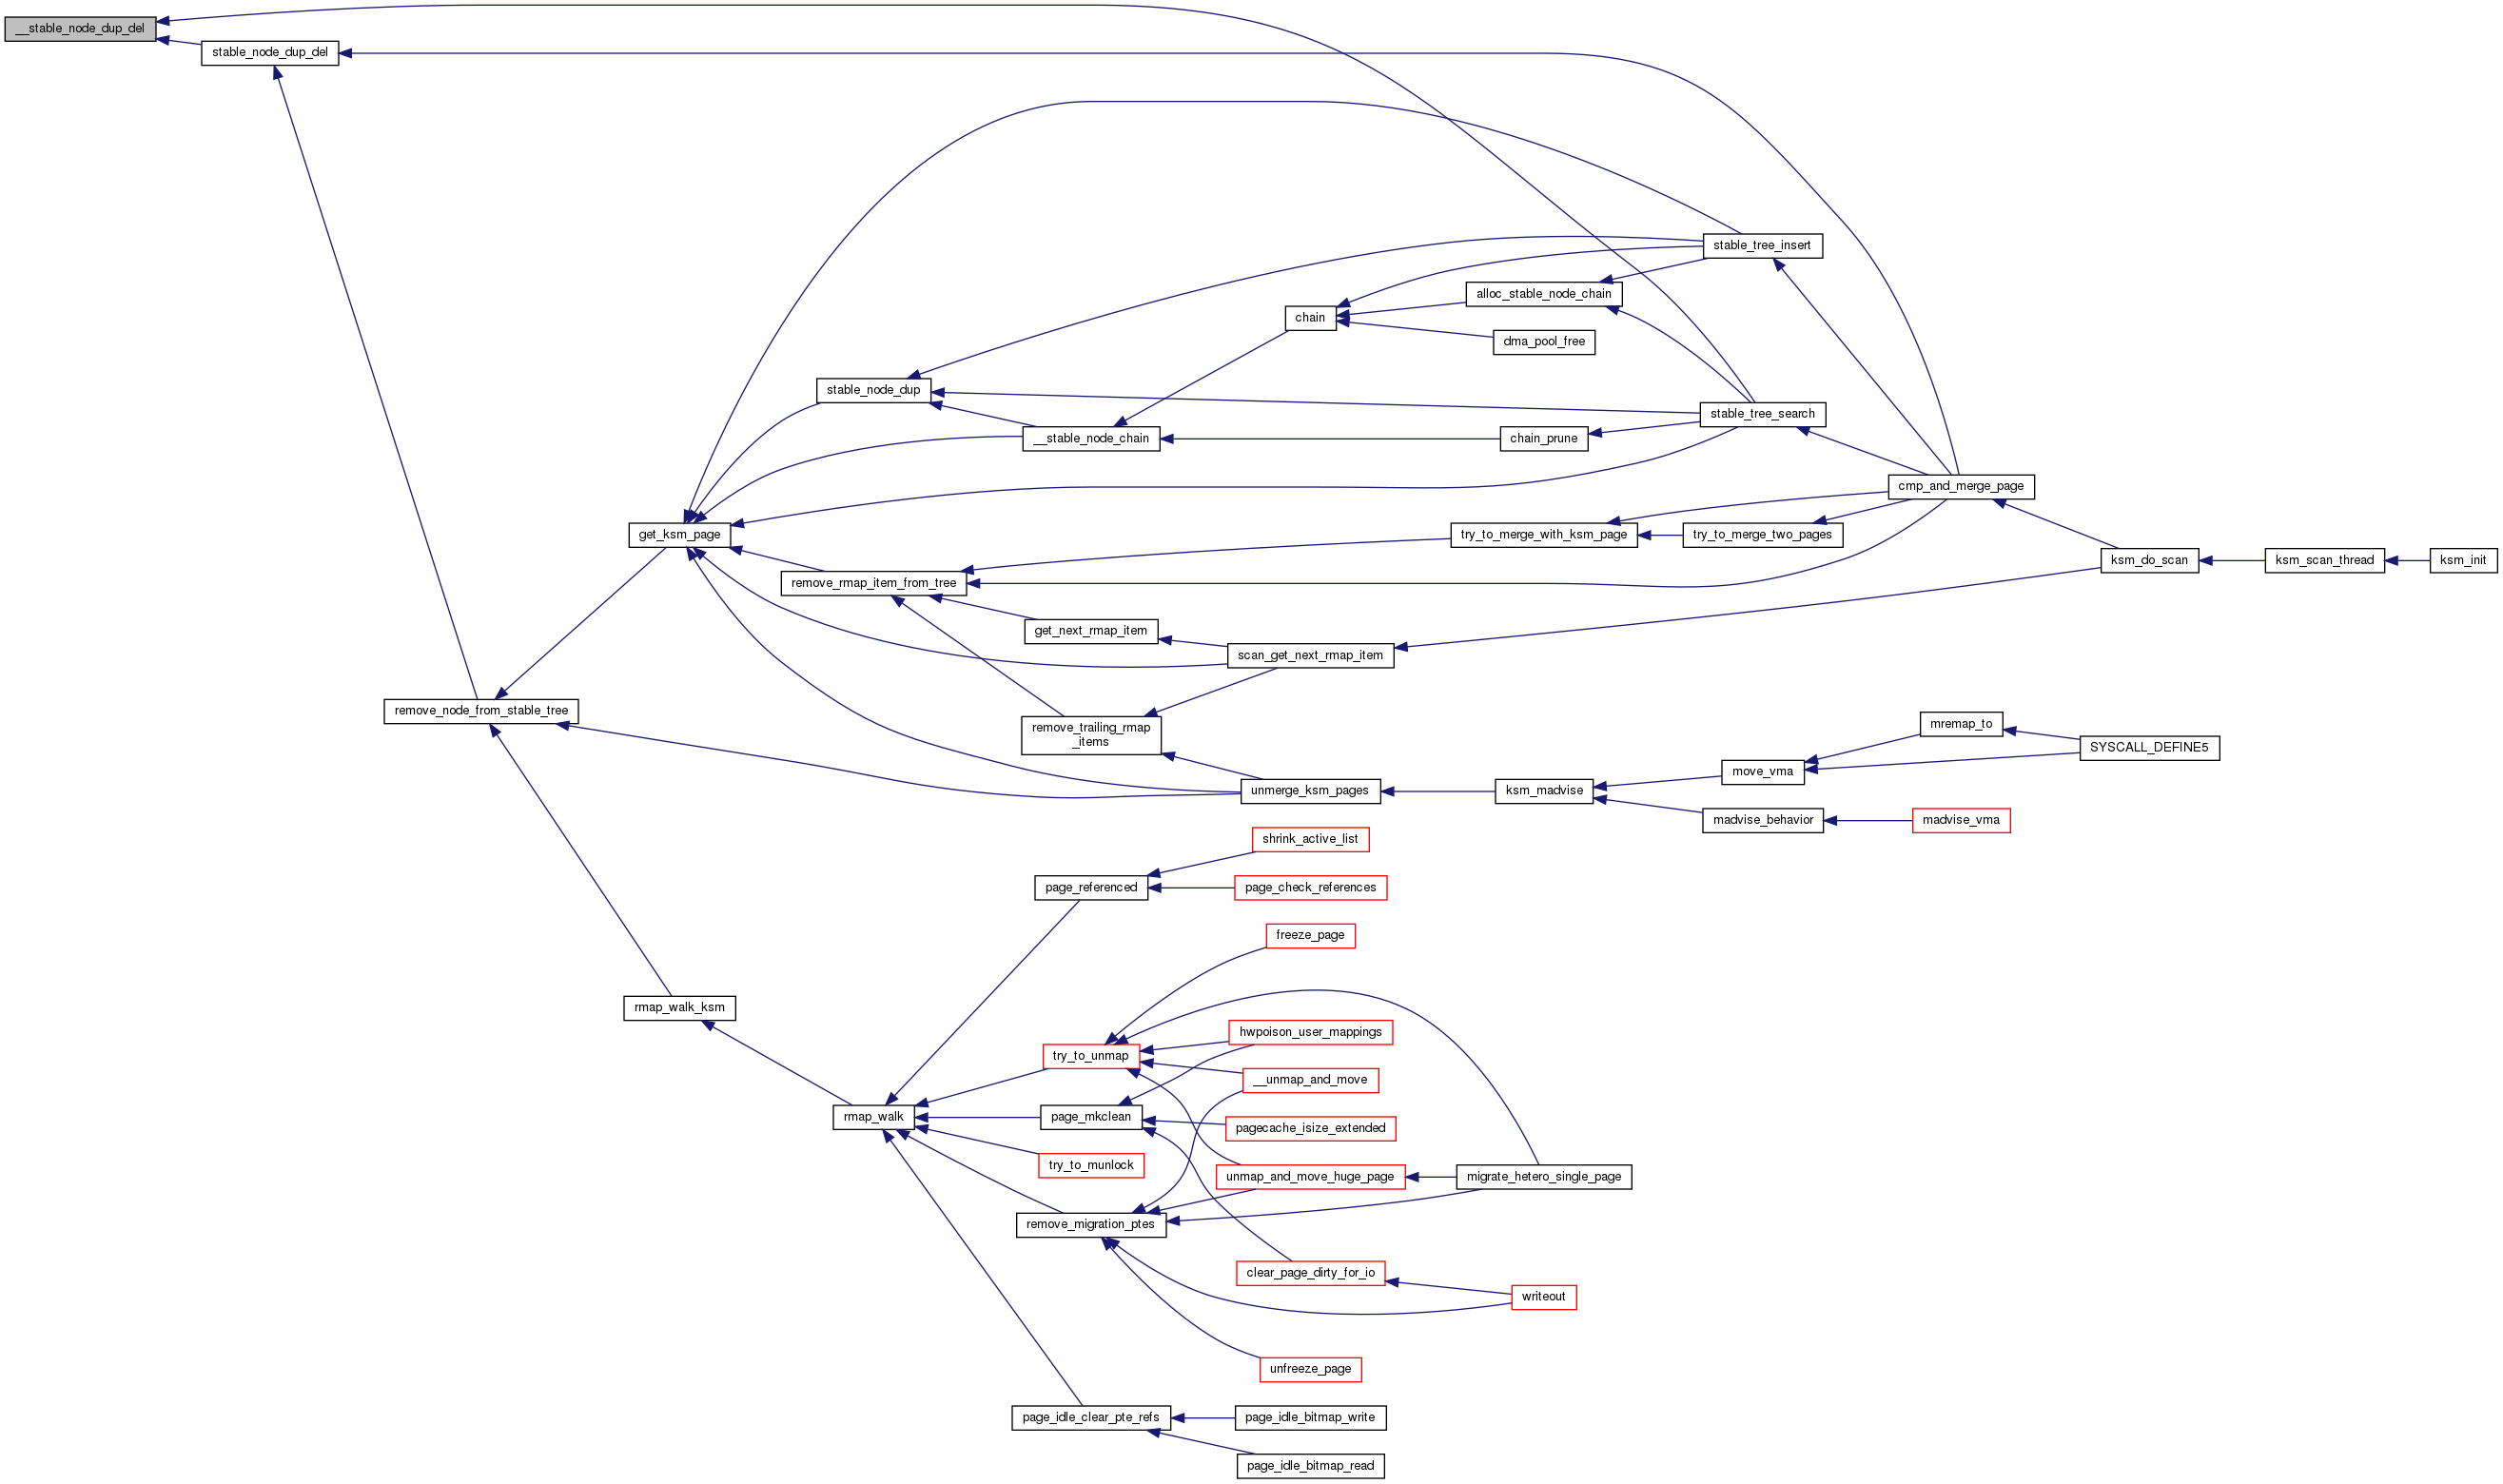 __stable_node_dup_del
stable_node_dup_del
stable_tree_insert
alloc_stable_node_chain
chain
dma_pool_free
stable_node_dup
stable_tree_search
__stable_node_chain
chain_prune
cmp_and_merge_page
get_ksm_page
try_to_merge_with_ksm_page
try_to_merge_two_pages
ksm_do_scan
ksm_scan_thread
ksm_init
remove_rmap_item_from_tree
get_next_rmap_item
scan_get_next_rmap_item
remove_node_from_stable_tree
remove_trailing_rmap
_items
mremap_to
SYSCALL_DEFINE5
move_vma
unmerge_ksm_pages
ksm_madvise
madvise_behavior
madvise_vma
shrink_active_list
page_referenced
page_check_references
freeze_page
rmap_walk_ksm
hwpoison_user_mappings
try_to_unmap
__unmap_and_move
rmap_walk
page_mkclean
pagecache_isize_extended
try_to_munlock
unmap_and_move_huge_page
migrate_hetero_single_page
remove_migration_ptes
clear_page_dirty_for_io
writeout
unfreeze_page
page_idle_clear_pte_refs
page_idle_bitmap_write
page_idle_bitmap_read